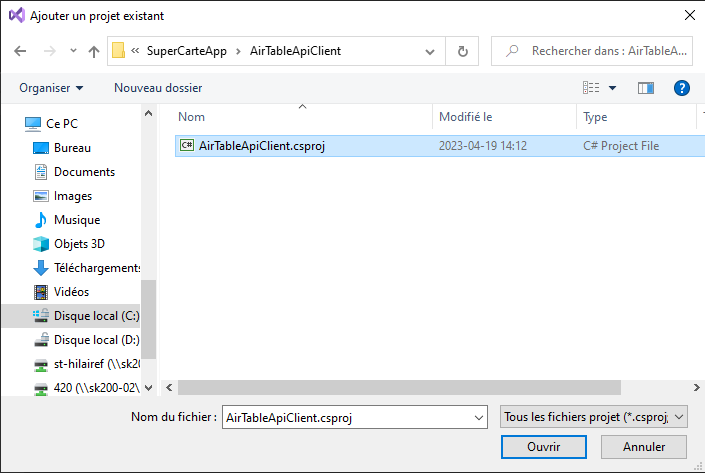 Ajouter un projet existant
« SuperCarteApp › AirTableApiClient
Rechercher dans : AirTableA...
Organiser
Nouveau dossier
Nom
Modifié le
Type
Ce PC
Bureau
Documents
Images
Musique
Objets 3D
Téléchargements
Vidéos
Disque local (C:)
Disque local (D:)
st-hilairef (\\sk20
420 (\\sk200-02\
AirTableApiClient.csproj
2023-04-19 14:12
C# Project File
Nom du fichier :
AirTableApiClient.csproj
Tous les fichiers projet (*.csproj;
Ouvrir
Annuler